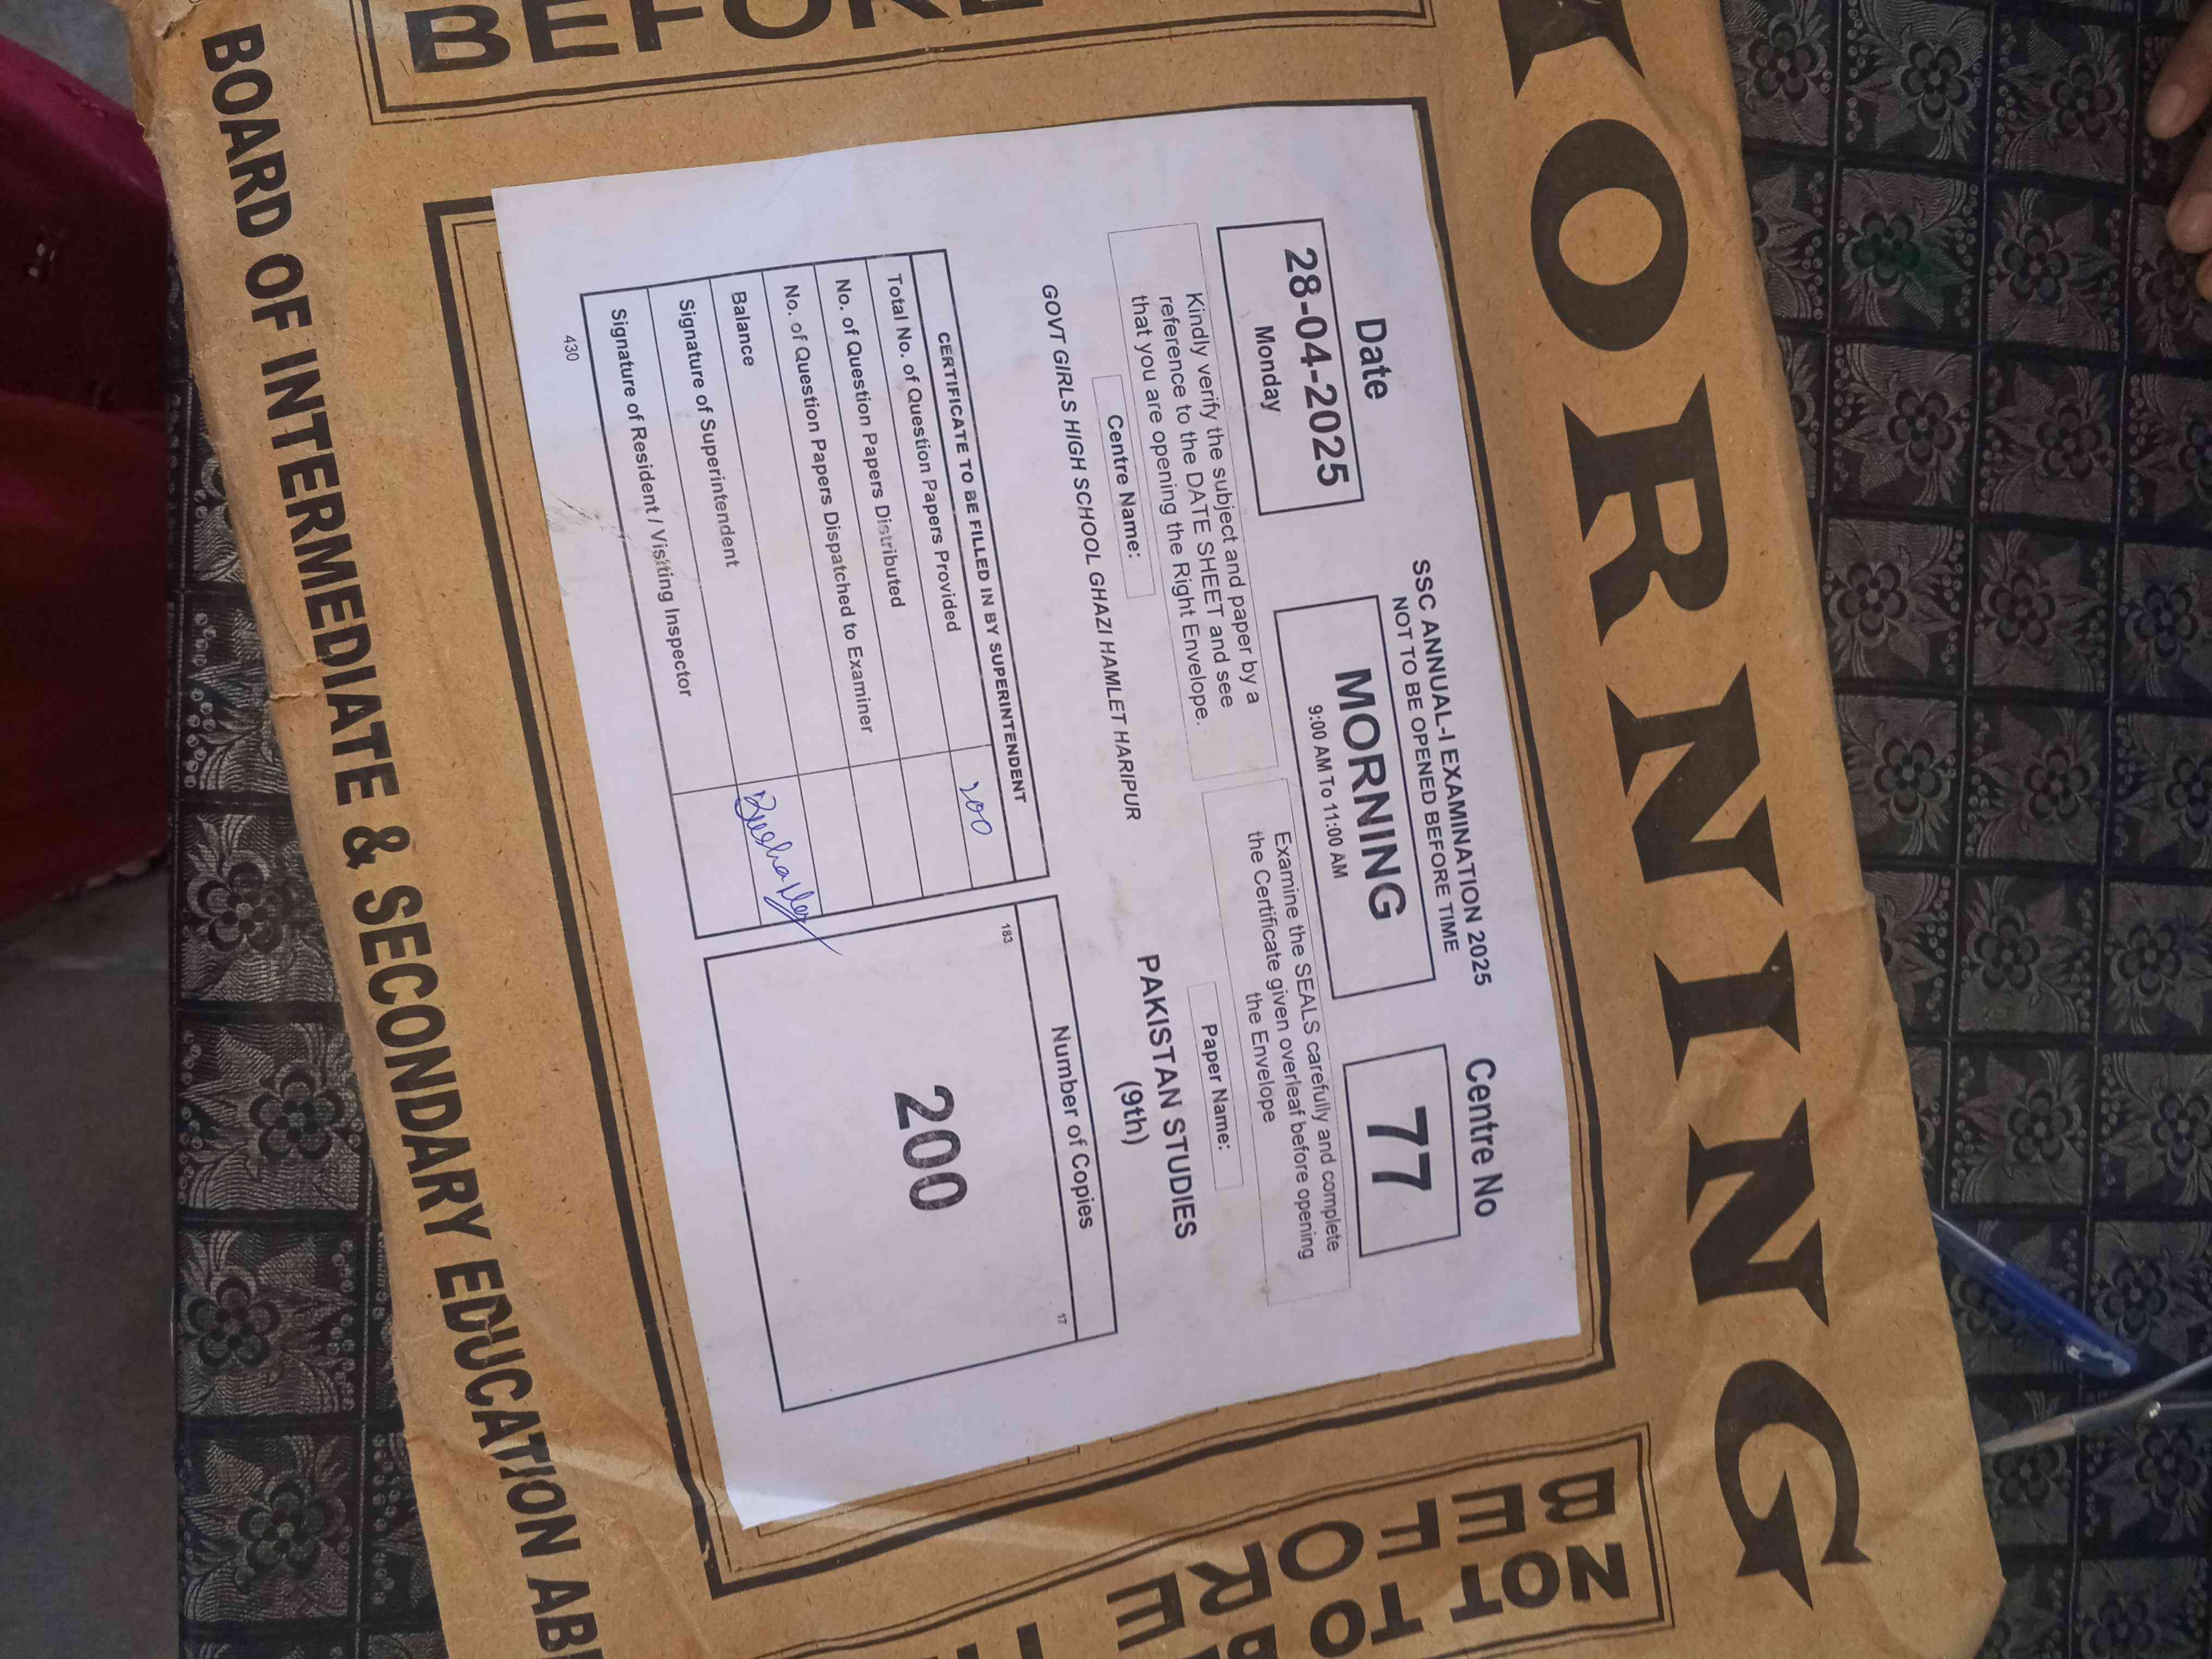 MORNING
SSC ANNUAL-I EXAMINATION 2025
NOT TO BE OPENED BEFORE TIME
Date
28-04-2025
Monday
MORNING
9:00 AM To 11:00 AM
Centre No
77
Kindly verify the subject and paper by a
reference to the DATE SHEET and see
that you are opening the Right Envelope.
Examine the SEALS carefully and complete
the Certificate given overleaf before opening
the Envelope
Centre Name:
GOVT GIRLS HIGH SCHOOL GHAZI HAMLET HARIPUR
Paper Name:
PAKISTAN STUDIES
(9th)
CERTIFICATE TO BE FILLED IN BY SUPERINTENDENT
Total No. of Question Papers Provided 200
No. of Question Papers Distributed
No. of Question Papers Dispatched to Examiner
Balance
Signature of Superintendent
Signature of Resident / Visiting Inspector
430
Number of Copies
183 17
200
BEFORE
NOT TO BE
BEFORE
BOARD OF INTERMEDIATE & SECONDARY EDUCATION